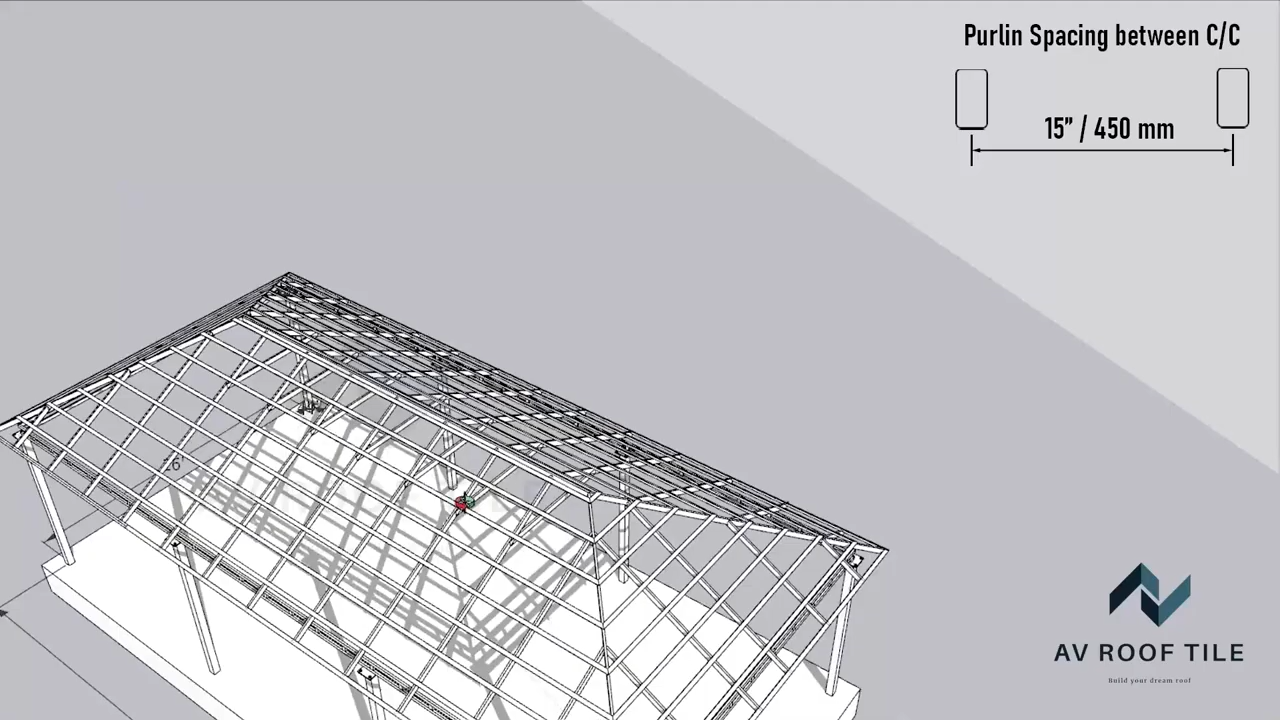 Purlin Spacing between C/C
15” / 450 mm
AV ROOF TILE
Build your dream roof